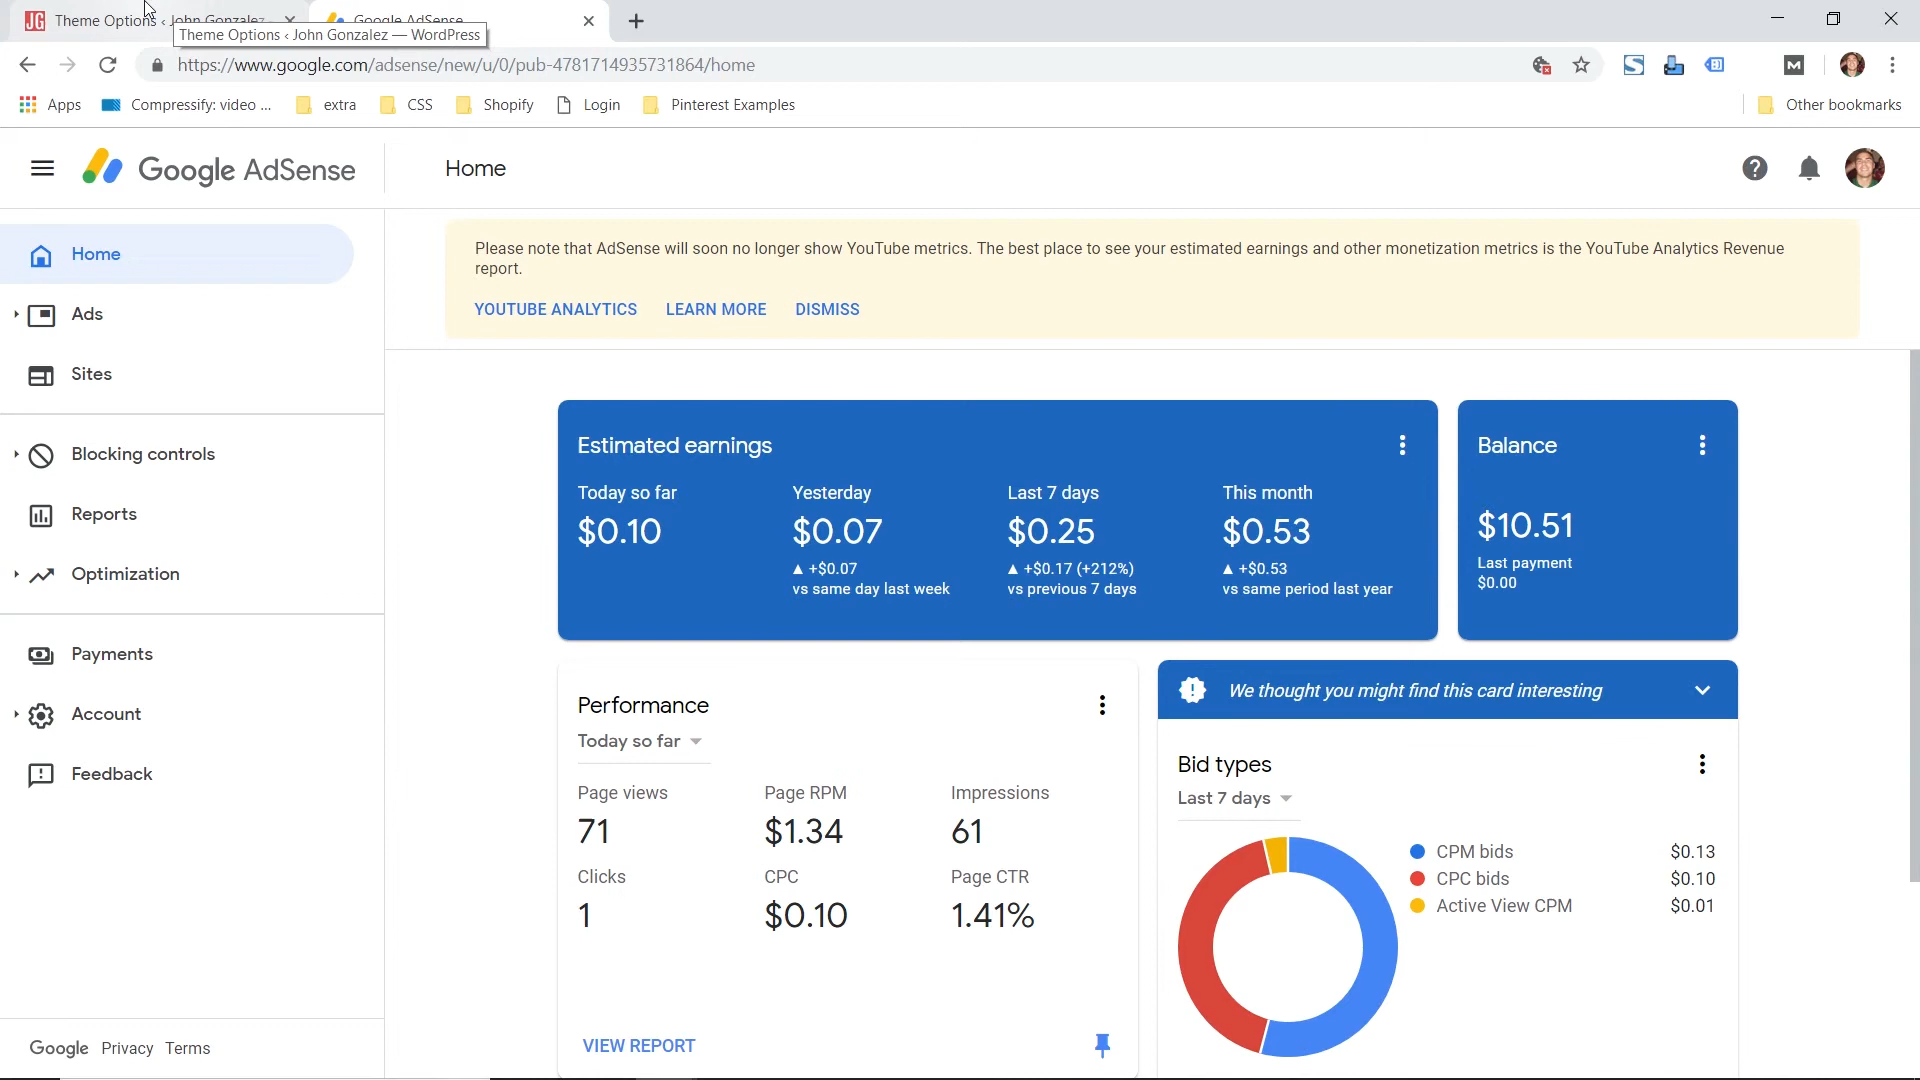 JG Theme Options ‹ John Gonzalez
Google AdSense
Theme Options ‹ John Gonzalez — WordPress
https://www.google.com/adsense/new/u/0/pub-4781714935731864/home
M
Apps
Compressify: video ...
extra
CSS
Shopify
Login
Pinterest Examples
Other bookmarks
Google AdSense
Home
Please note that AdSense will soon no longer show YouTube metrics. The best place to see your estimated earnings and other monetization metrics is the YouTube Analytics Revenue
report.
YOUTUBE ANALYTICS LEARN MORE DISMISS
Home
Ads
Sites
Blocking controls
Reports
Optimization
Payments
Account
Feedback
Google Privacy Terms
Estimated earnings
Today so far
$0.10
Yesterday
$0.07
▲ +$0.07
vs same day last week
Last 7 days
$0.25
▲ +$0.17 (+212%)
vs previous 7 days
This month
$0.53
▲ +$0.53
vs same period last year
Balance
$10.51
Last payment
$0.00
Performance
Today so far
Page views
71
Page RPM
$1.34
Impressions
61
Clicks
1
CPC
$0.10
Page CTR
1.41%
VIEW REPORT
We thought you might find this card interesting
Bid types
Last 7 days
CPM bids $0.13
CPC bids $0.10
Active View CPM $0.01